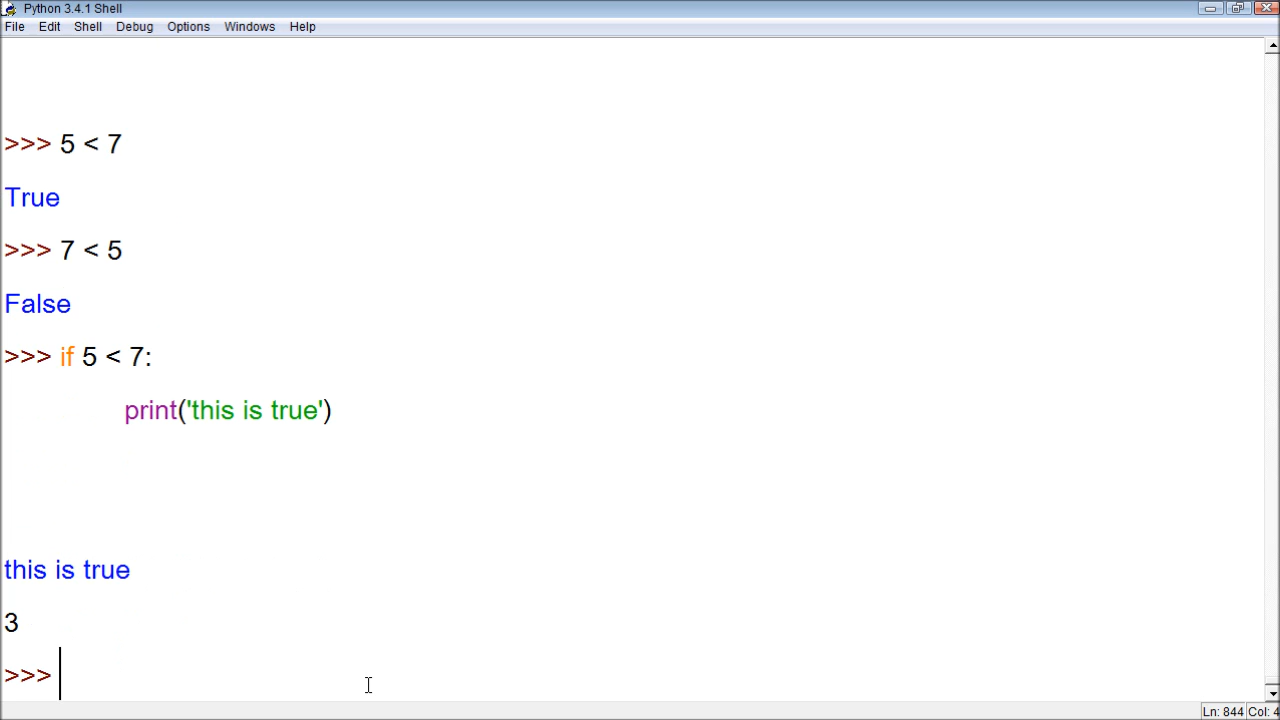 Python 3.4.1 Shell
File Edit Shell Debug Options Windows Help
>>> 5 < 7
True
>>> 7 < 5
False
>>> if 5 < 7:
print('this is true')
this is true
3
>>>
Ln: 844 Col: 4